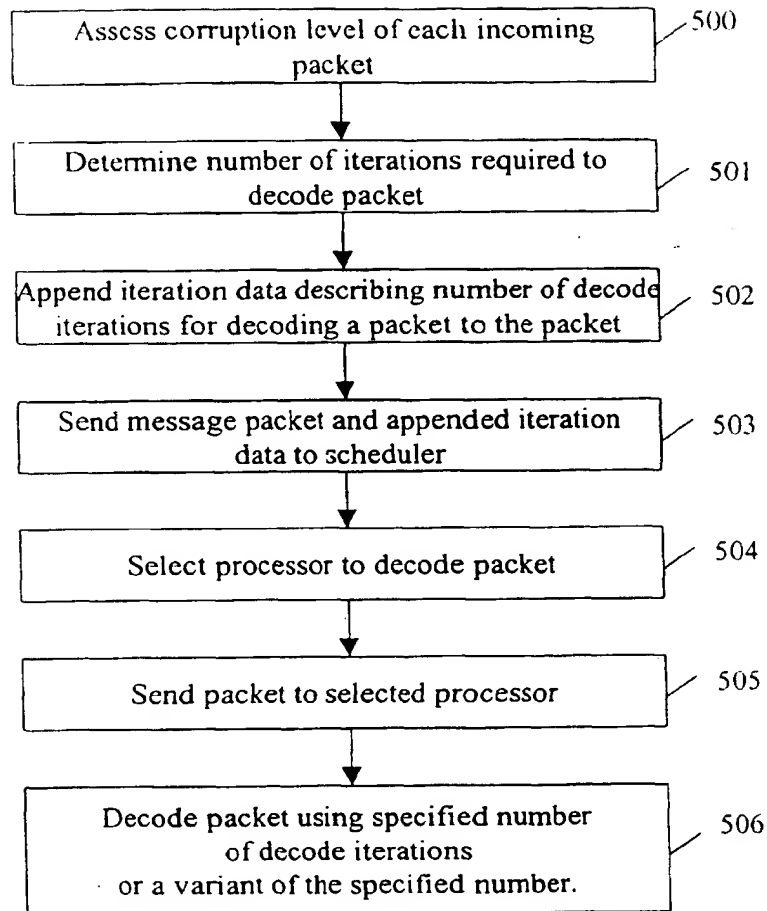 Assess corruption level of each incoming
packet
500
Determine number of iterations required to
decode packet
501
Append iteration data describing number of decode
iterations for decoding a packet to the packet
502
Send message packet and appended iteration
data to scheduler
503
Select processor to decode packet
504
Send packet to selected processor
505
Decode packet using specified number
of decode iterations
or a variant of the specified number.
506